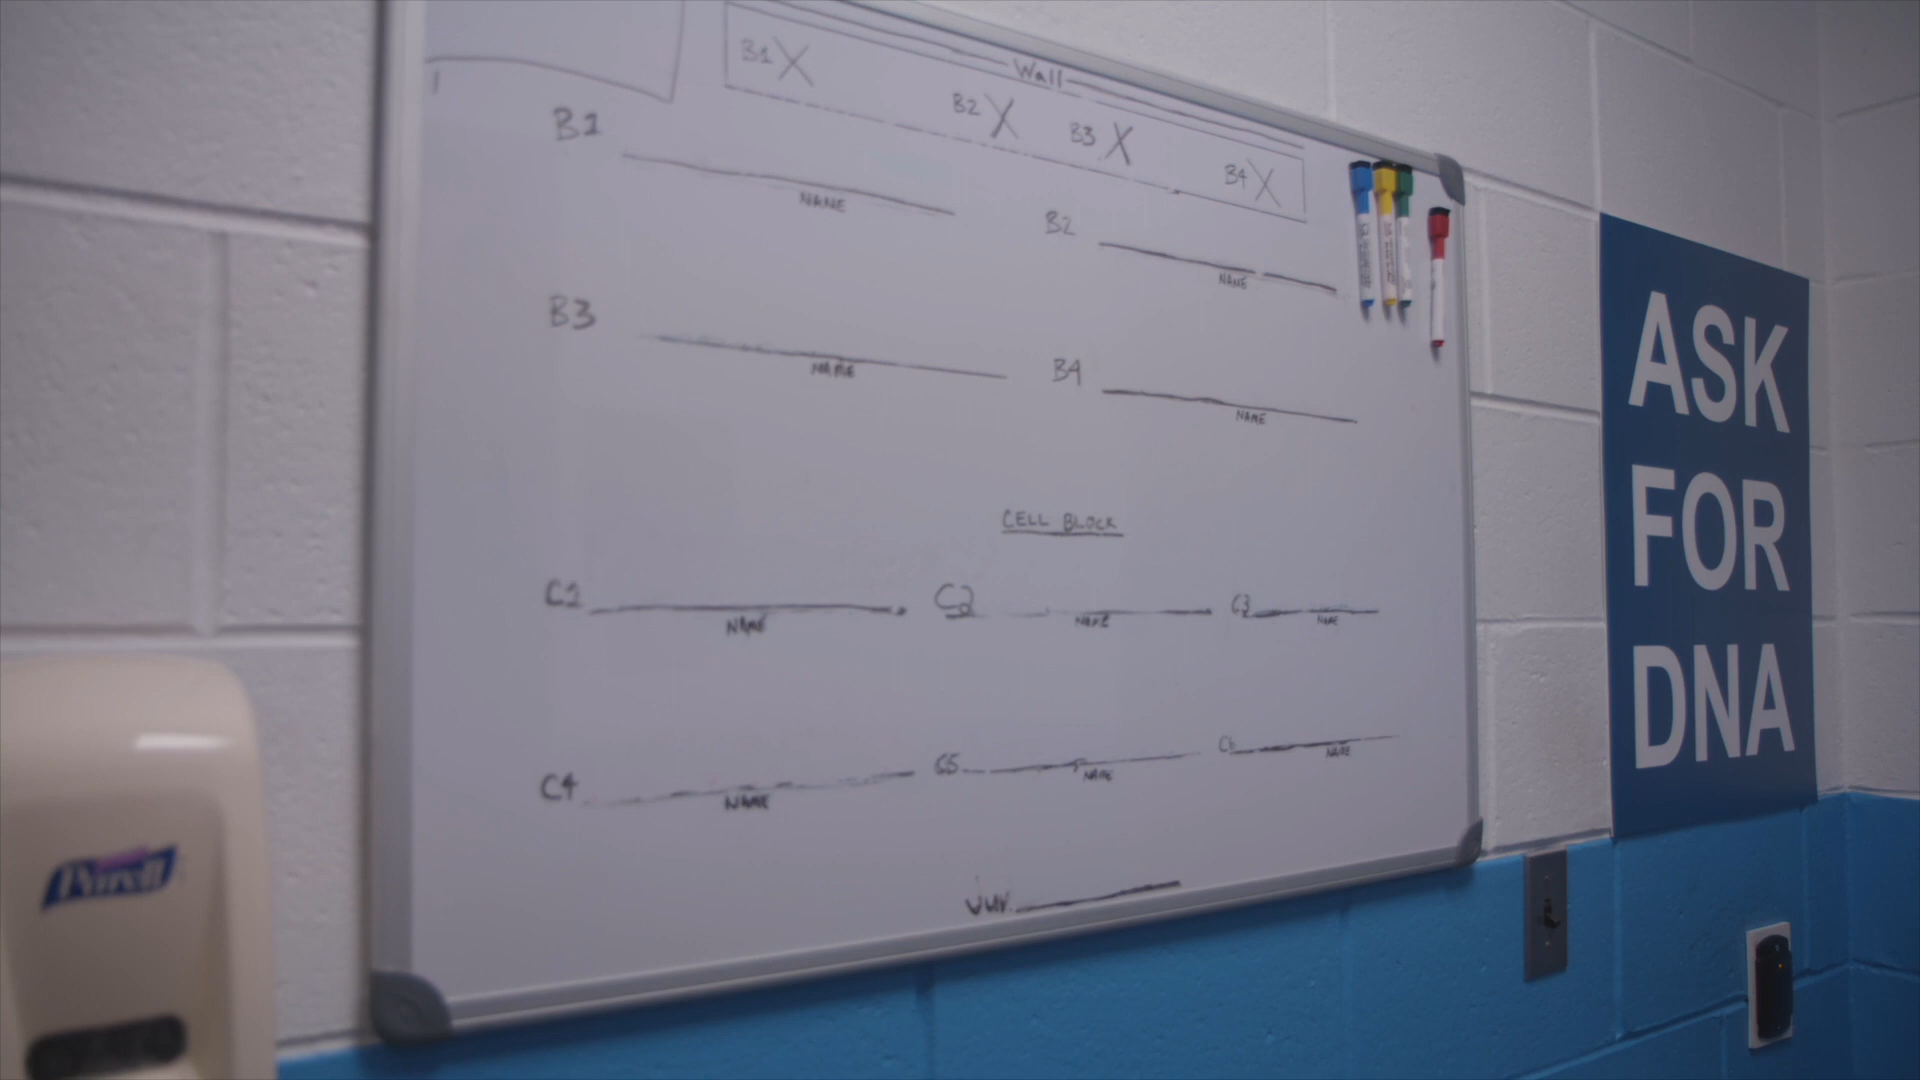 Wall
B1 X
B2 X
B3 X
B4 X
B1
NAME
B2
NAME
B3
NAME
B4
NAME
CELL BLOCK
C1
NAME
C2
NAME
C3
NAME
C4
NAME
C5
NAME
C6
NAME
Juv.
ASK
FOR
DNA
Purell